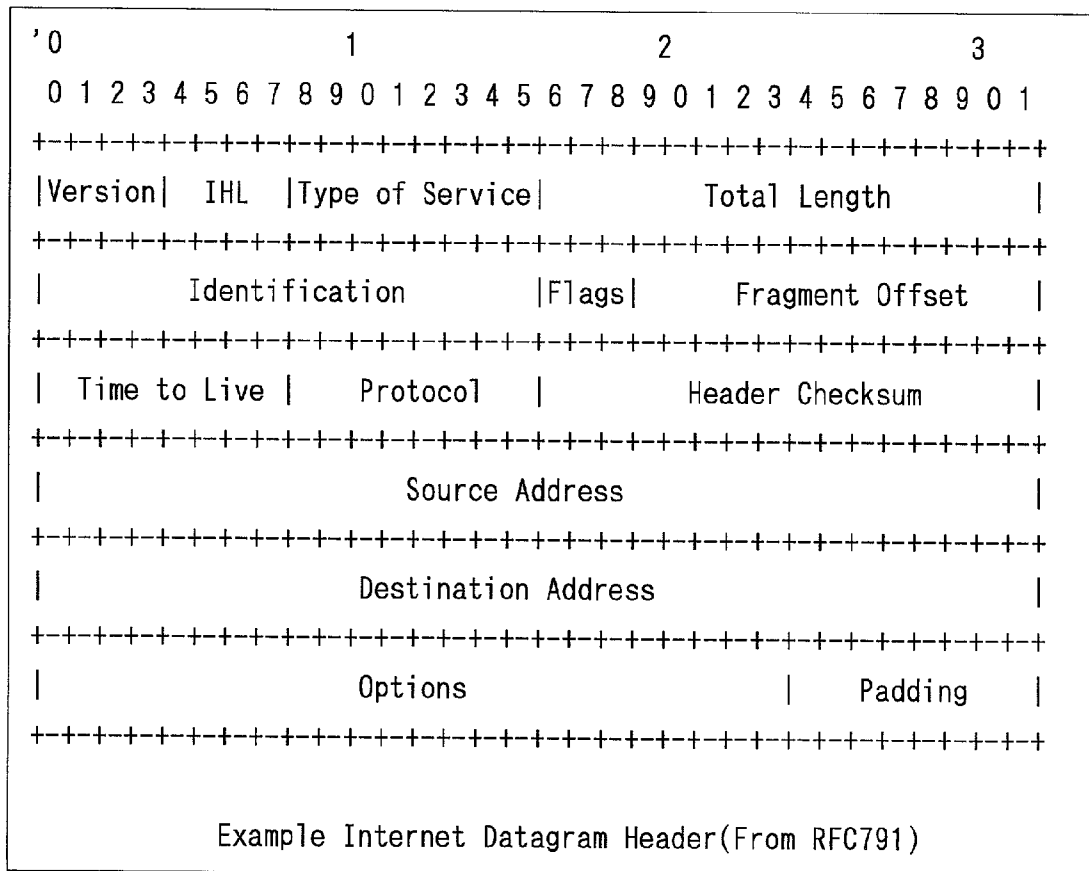 '0                   1                   2                   3
 0 1 2 3 4 5 6 7 8 9 0 1 2 3 4 5 6 7 8 9 0 1 2 3 4 5 6 7 8 9 0 1
+-+-+-+-+-+-+-+-+-+-+-+-+-+-+-+-+-+-+-+-+-+-+-+-+-+-+-+-+-+-+-+-+
|Version|  IHL  |Type of Service|          Total Length         |
+-+-+-+-+-+-+-+-+-+-+-+-+-+-+-+-+-+-+-+-+-+-+-+-+-+-+-+-+-+-+-+-+
|         Identification        |Flags|      Fragment Offset    |
+-+-+-+-+-+-+-+-+-+-+-+-+-+-+-+-+-+-+-+-+-+-+-+-+-+-+-+-+-+-+-+-+
|  Time to Live |    Protocol   |         Header Checksum       |
+-+-+-+-+-+-+-+-+-+-+-+-+-+-+-+-+-+-+-+-+-+-+-+-+-+-+-+-+-+-+-+-+
|                       Source Address                          |
+-+-+-+-+-+-+-+-+-+-+-+-+-+-+-+-+-+-+-+-+-+-+-+-+-+-+-+-+-+-+-+-+
|                    Destination Address                        |
+-+-+-+-+-+-+-+-+-+-+-+-+-+-+-+-+-+-+-+-+-+-+-+-+-+-+-+-+-+-+-+-+
|                    Options                    |    Padding    |
+-+-+-+-+-+-+-+-+-+-+-+-+-+-+-+-+-+-+-+-+-+-+-+-+-+-+-+-+-+-+-+-+
Example Internet Datagram Header(From RFC791)